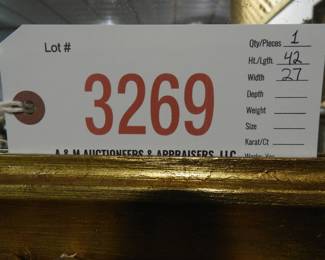 Lot #
3269
A & M AUCTIONEERS & APPRAISERS, LLC
Qty/Pieces 1
Ht./Lgth. 42
Width 27
Depth
Weight
Size
Karat/Ct